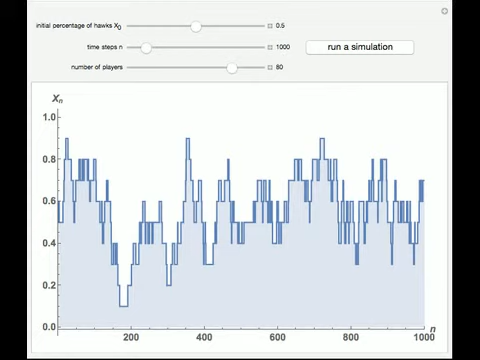 initial percentage of hawks X₀ 0.5
time steps n 1000 run a simulation
number of players 80
Xₙ
1.0
0.8
0.6
0.4
0.2
0.0
200 400 600 800 1000 n